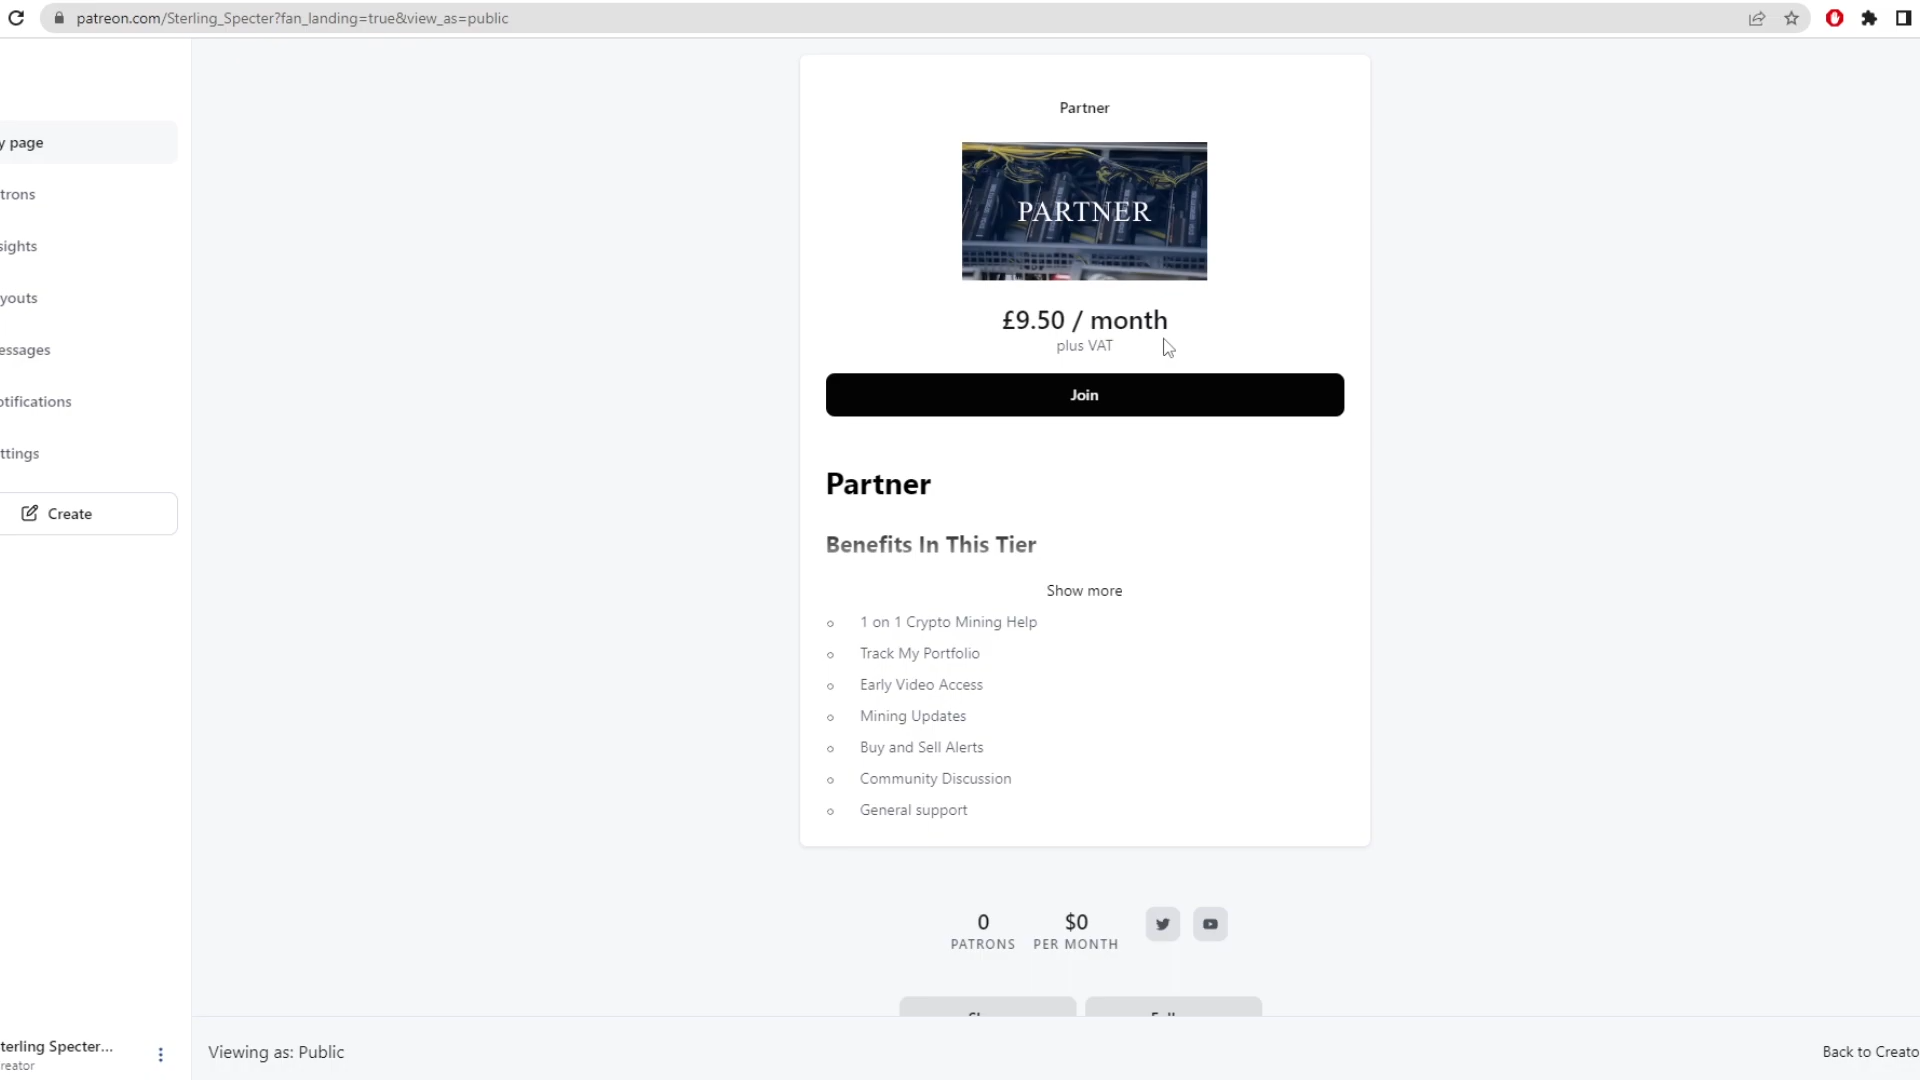 patreon.com/Sterling_Specter?fan_landing=true&view_as=public
y page
trons
sights
youts
essages
otifications
ttings
Create
Partner
PARTNER
£9.50 / month
plus VAT
Join
Partner
Benefits In This Tier
Show more
1 on 1 Crypto Mining Help
Track My Portfolio
Early Video Access
Mining Updates
Buy and Sell Alerts
Community Discussion
General support
0
PATRONS
$0
PER MONTH
terling Specter...
reator
Viewing as: Public
Back to Creato